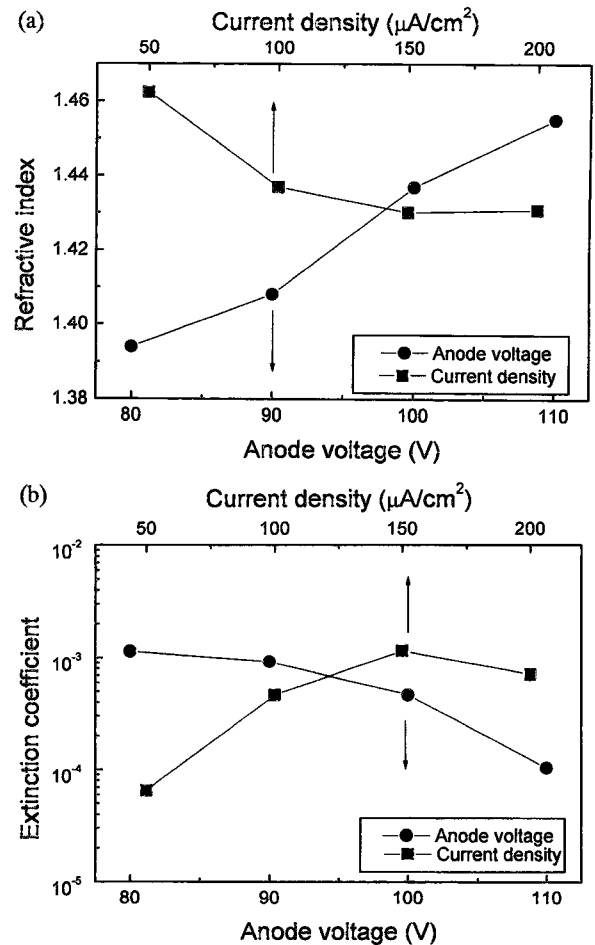 (a)
Current density (μA/cm²)
50 100 150 200
1.46
1.44
1.42
1.40
1.38
Refractive index
Anode voltage
Current density
80 90 100 110
Anode voltage (V)
(b)
Current density (μA/cm²)
50 100 150 200
10⁻²
10⁻³
10⁻⁴
10⁻⁵
Extinction coefficient
Anode voltage
Current density
80 90 100 110
Anode voltage (V)